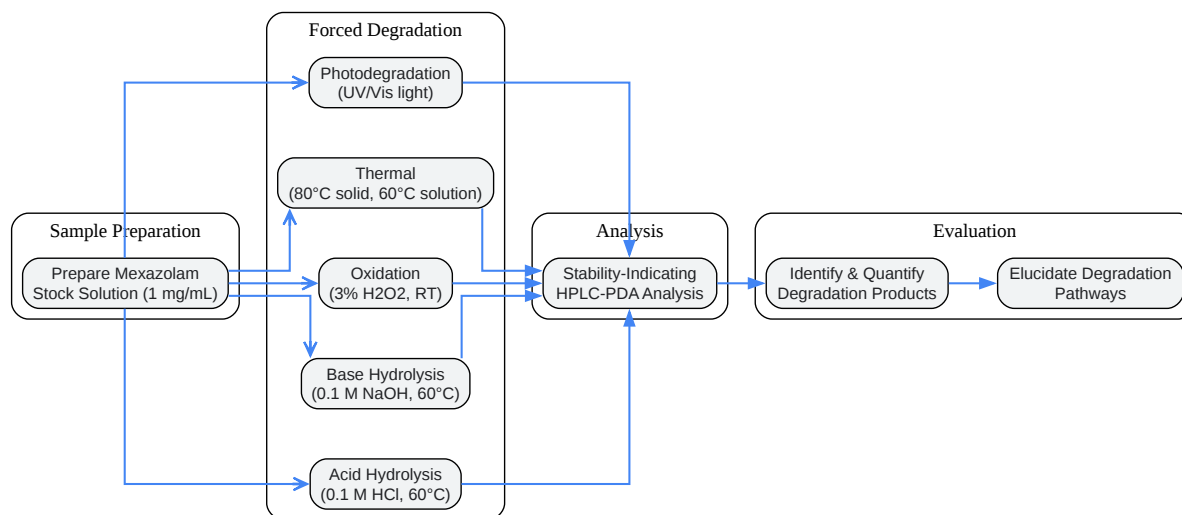 Forced Degradation
Photodegradation
(UV/Vis light)
Thermal
(80°C solid, 60°C solution)
Sample Preparation
Prepare Mexazolam
Stock Solution (1 mg/mL)
Oxidation
(3% H2O2, RT)
Base Hydrolysis
(0.1 M NaOH, 60°C)
Acid Hydrolysis
(0.1 M HCl, 60°C)
Analysis
Stability-Indicating
HPLC-PDA Analysis
Evaluation
Identify & Quantify
Degradation Products
Elucidate Degradation
Pathways